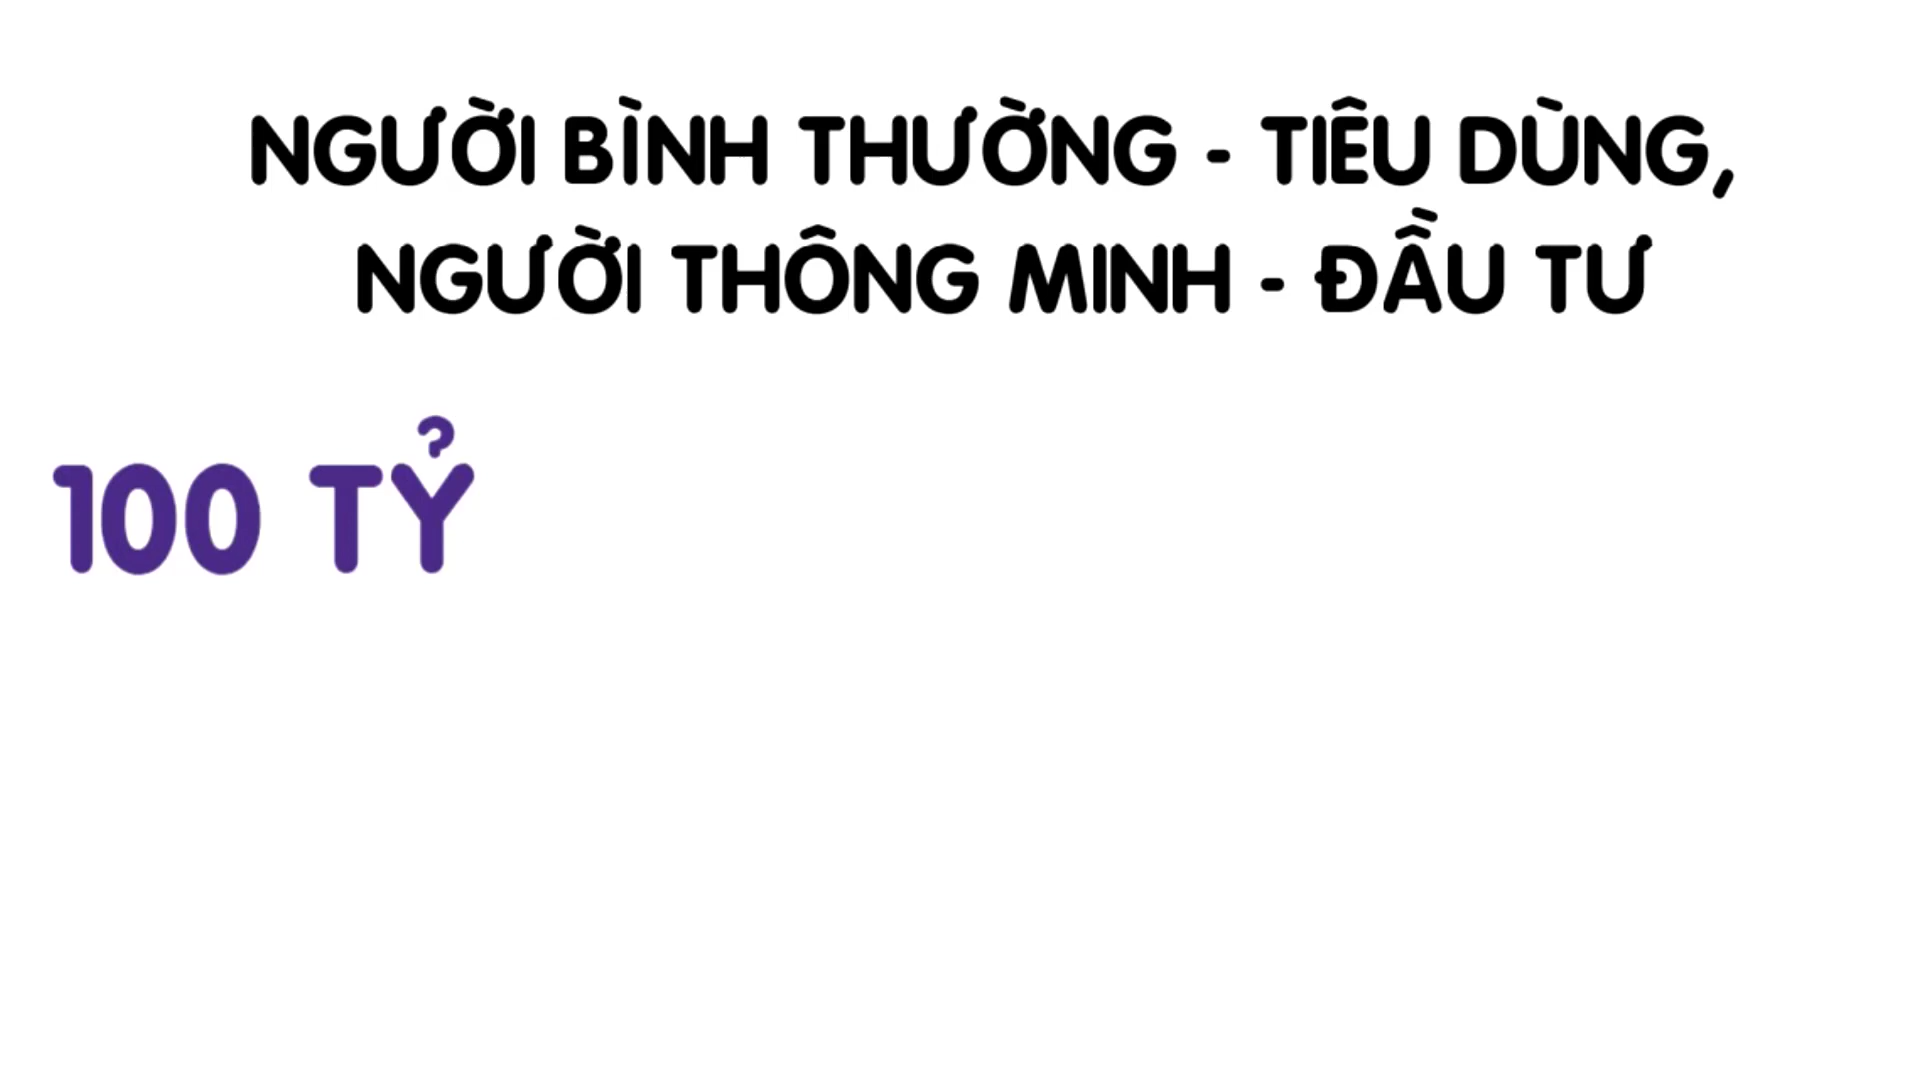 NGƯỜI BÌNH THƯỜNG - TIÊU DÙNG,
NGƯỜI THÔNG MINH - ĐẦU TƯ
100 TỶ